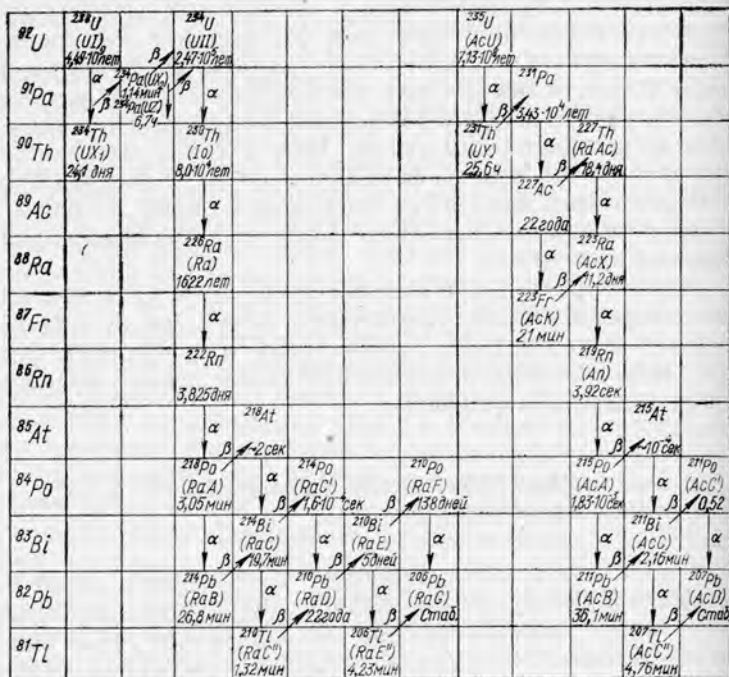 ⁹²U
²³⁸U
(UI)
4,49·10⁹лет
²³⁴U
(UII)
2,47·10⁵лет
²³⁵U
(AcU)
7,13·10⁸лет
⁹¹Pa
α
β
²³⁴Pa(UX₂)
1,14мин
β
²³⁴Pa(UZ)
6,7ч
β
α
α
²³¹Pa
β
3,43·10⁴лет
⁹⁰Th
²³⁴Th
(UX₁)
24,1 дня
²³⁰Th
(Io)
8,0·10⁴лет
²³¹Th
(UY)
25,6ч
α
β
²²⁷Th
(RdAc)
18,4дня
⁸⁹Ac
α
²²⁷Ac
22года
α
⁸⁸Ra
²²⁶Ra
(Ra)
1622лет
α
β
²²³Ra
(AcX)
11,2дня
⁸⁷Fr
α
²²³Fr
(AcK)
21 мин
α
⁸⁶Rn
²²²Rn
3,825дня
²¹⁹Rn
(An)
3,92сек
⁸⁵At
α
β
²¹⁸At
~2сек
α
β
²¹⁵At
~10⁻⁴сек
⁸⁴Po
²¹⁸Po
(RaA)
3,05мин
α
β
²¹⁴Po
(RaC')
1,6·10⁻⁴сек
β
²¹⁰Po
(RaF)
138дней
²¹⁵Po
(AcA)
1,83·10⁻³сек
α
β
²¹¹Po
(AcC')
0,52
⁸³Bi
α
β
²¹⁴Bi
(RaC)
19,7мин
α
β
²¹⁰Bi
(RaE)
5дней
α
α
β
²¹¹Bi
(AcC)
2,16мин
α
⁸²Pb
²¹⁴Pb
(RaB)
26,8мин
α
β
²¹⁰Pb
(RaD)
22года
α
β
²⁰⁶Pb
(RaG)
Стаб.
²¹¹Pb
(AcB)
36,1мин
α
β
²⁰⁷Pb
(AcD)
Стаб.
⁸¹Tl
²¹⁰Tl
(RaC")
1,32мин
²⁰⁶Tl
(RaE")
4,23мин
²⁰⁷Tl
(AcC")
4,76мин